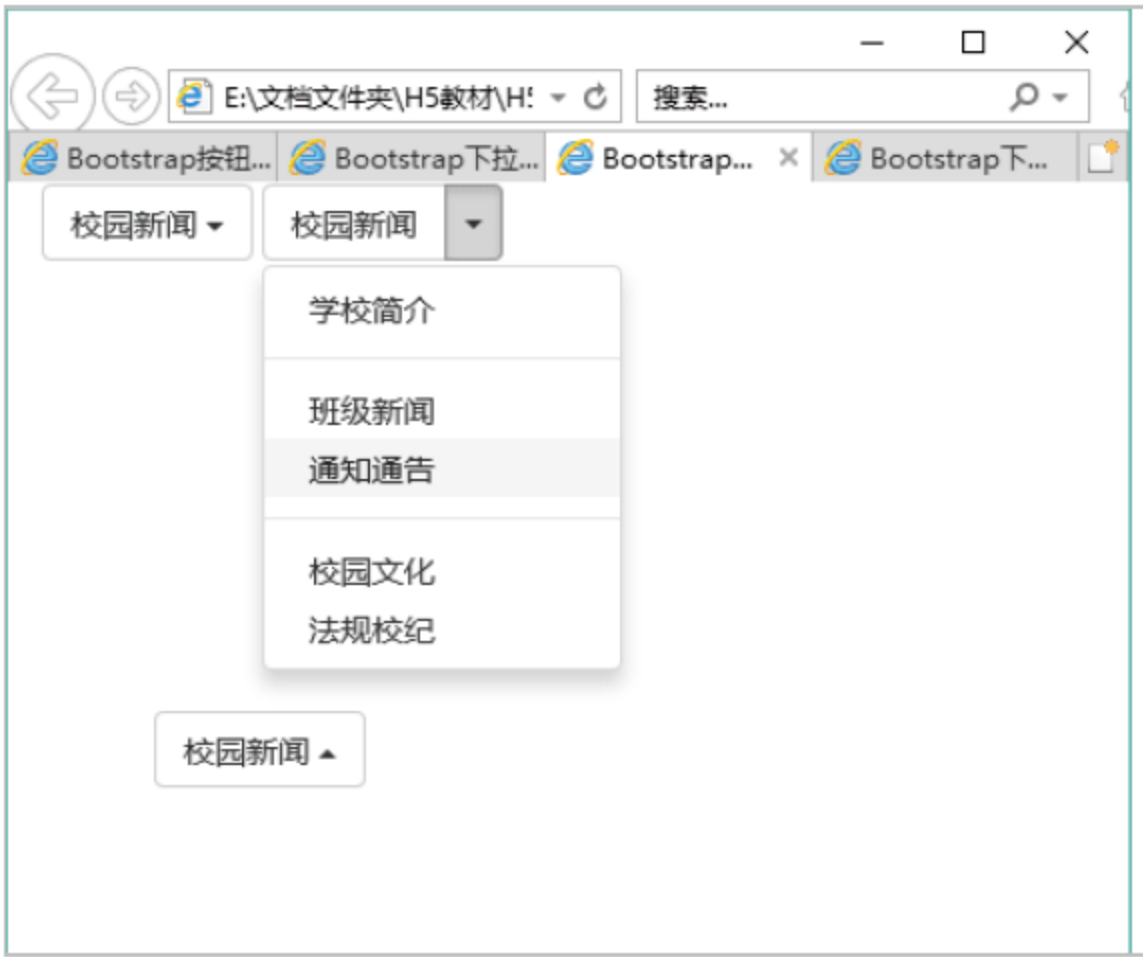 E:\文档文件夹\H5教材\H5
搜索...
Bootstrap按钮... Bootstrap下拉... Bootstrap... Bootstrap下...
校园新闻 校园新闻
学校简介
班级新闻
通知通告
校园文化
法规校纪
校园新闻